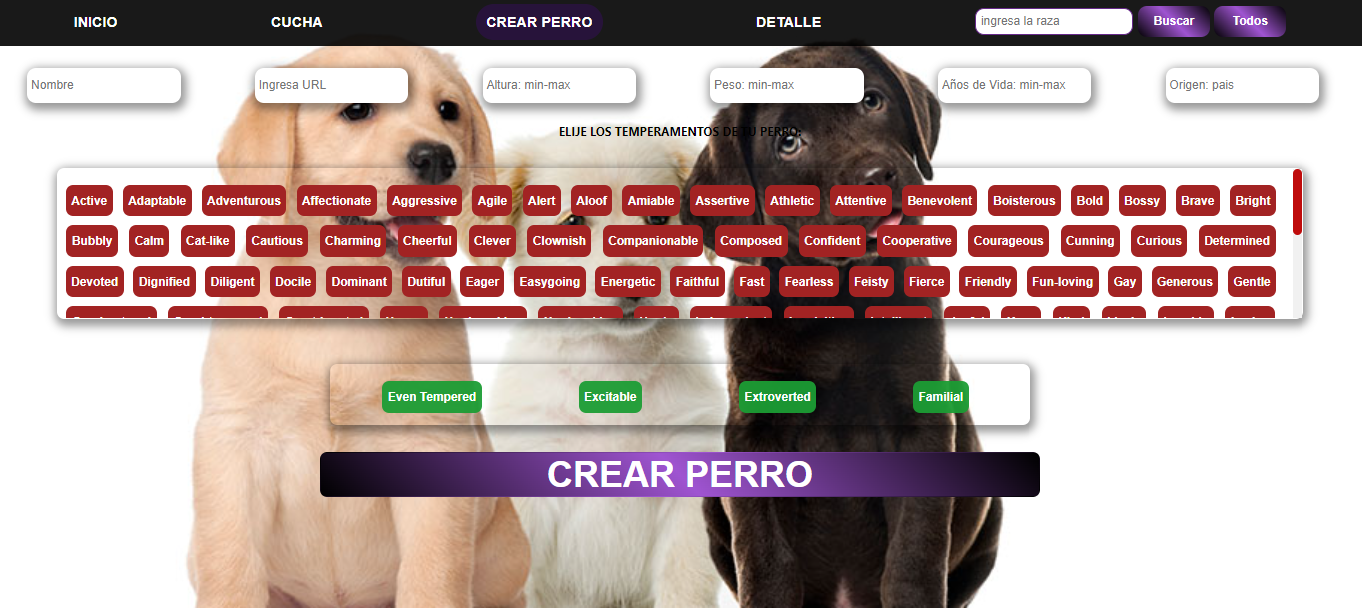 INICIO CUCHA CREAR PERRO DETALLE ingresa la raza Buscar Todos
Nombre Ingresa URL Altura: min-max Peso: min-max Años de Vida: min-max Origen: pais
ELIJE LOS TEMPERAMENTOS DE TU PERRO:
Active Adaptable Adventurous Affectionate Aggressive Agile Alert Aloof Amiable Assertive Athletic Attentive Benevolent Boisterous Bold Bossy Brave Bright
Bubbly Calm Cat-like Cautious Charming Cheerful Clever Clownish Companionable Composed Confident Cooperative Courageous Cunning Curious Determined
Devoted Dignified Diligent Docile Dominant Dutiful Eager Easygoing Energetic Faithful Fast Fearless Feisty Fierce Friendly Fun-loving Gay Generous Gentle
Even Tempered Excitable Extroverted Familial
CREAR PERRO